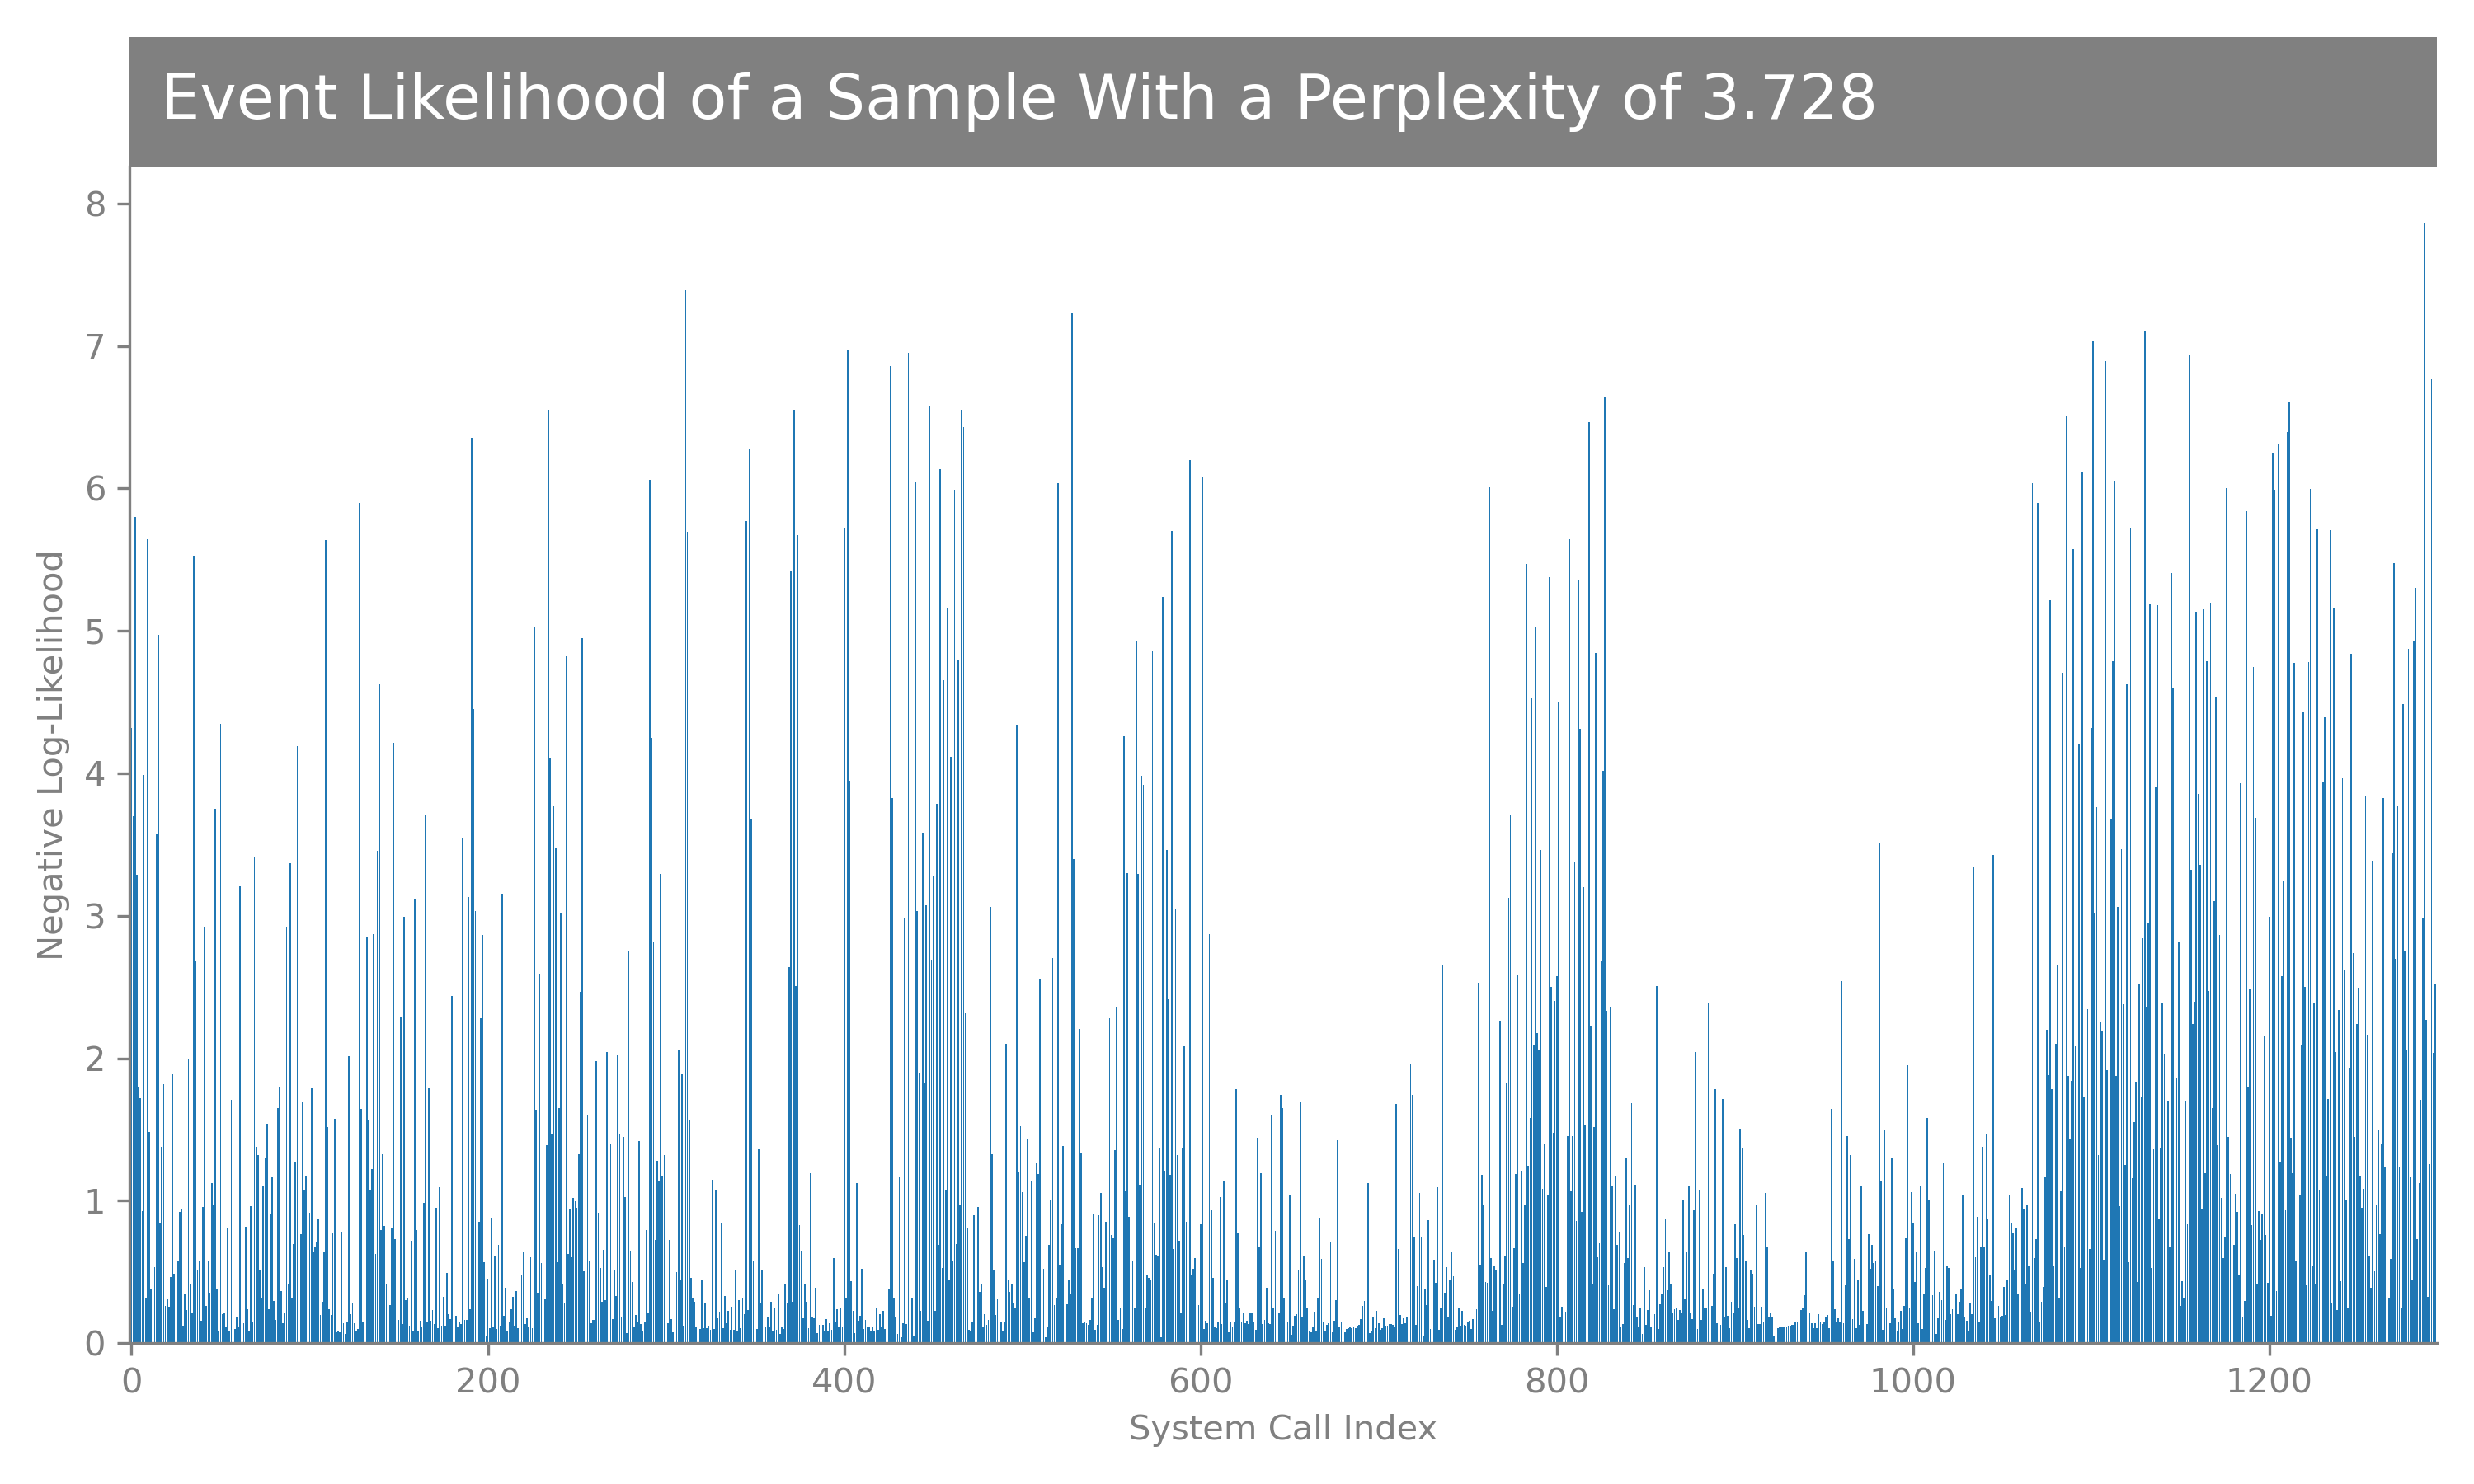 Event Likelihood of a Sample With a Perplexity of 3.728
8
7
6
5
4
3
2
1
0
Negative Log-Likelihood
0 200 400 600 800 1000 1200
System Call Index